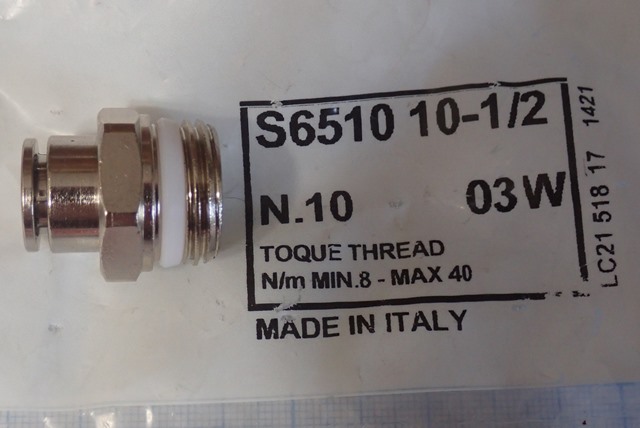 S6510 10-1/2
N.10 03W
TOQUE THREAD
N/m MIN.8 - MAX 40
MADE IN ITALY
LC21 518 17 1421